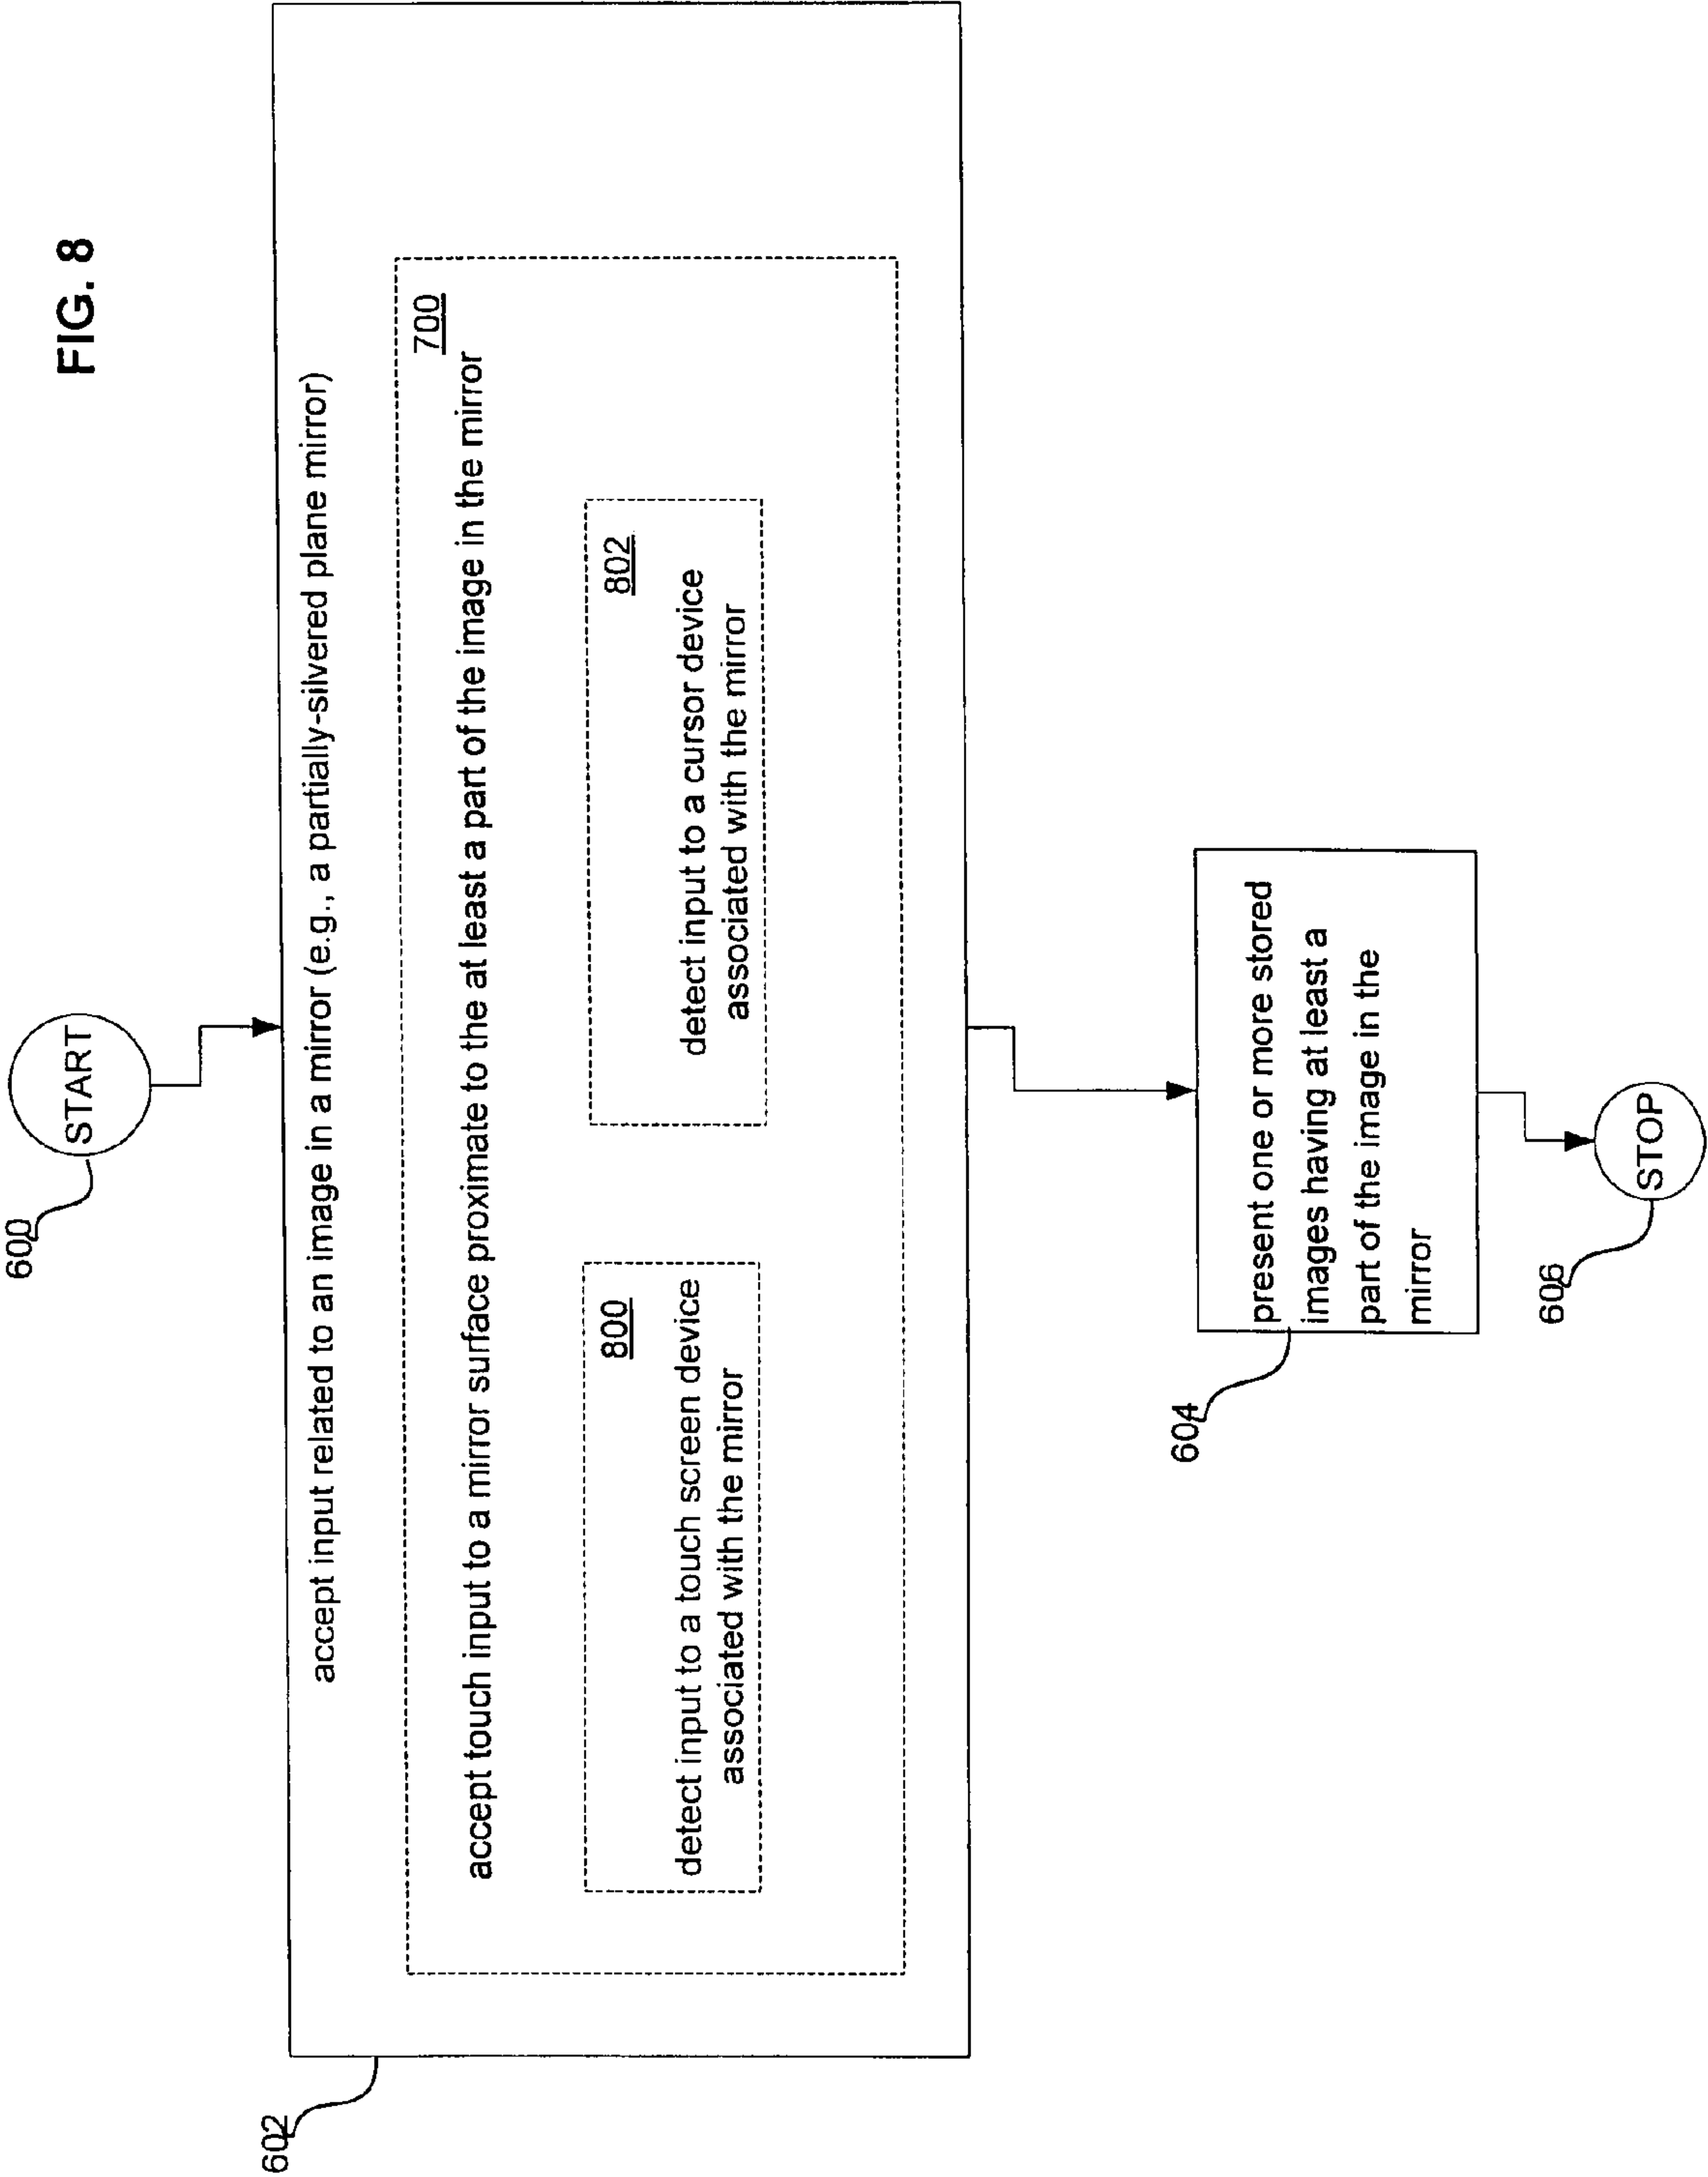 FIG. 8
600
START
602
accept input related to an image in a mirror (e.g., a partially-silvered plane mirror)
700
accept touch input to a mirror surface proximate to the at least a part of the image in the mirror
800
detect input to a touch screen device
associated with the mirror
802
detect input to a cursor device
associated with the mirror
604
present one or more stored
images having at least a
part of the image in the
mirror
606
STOP